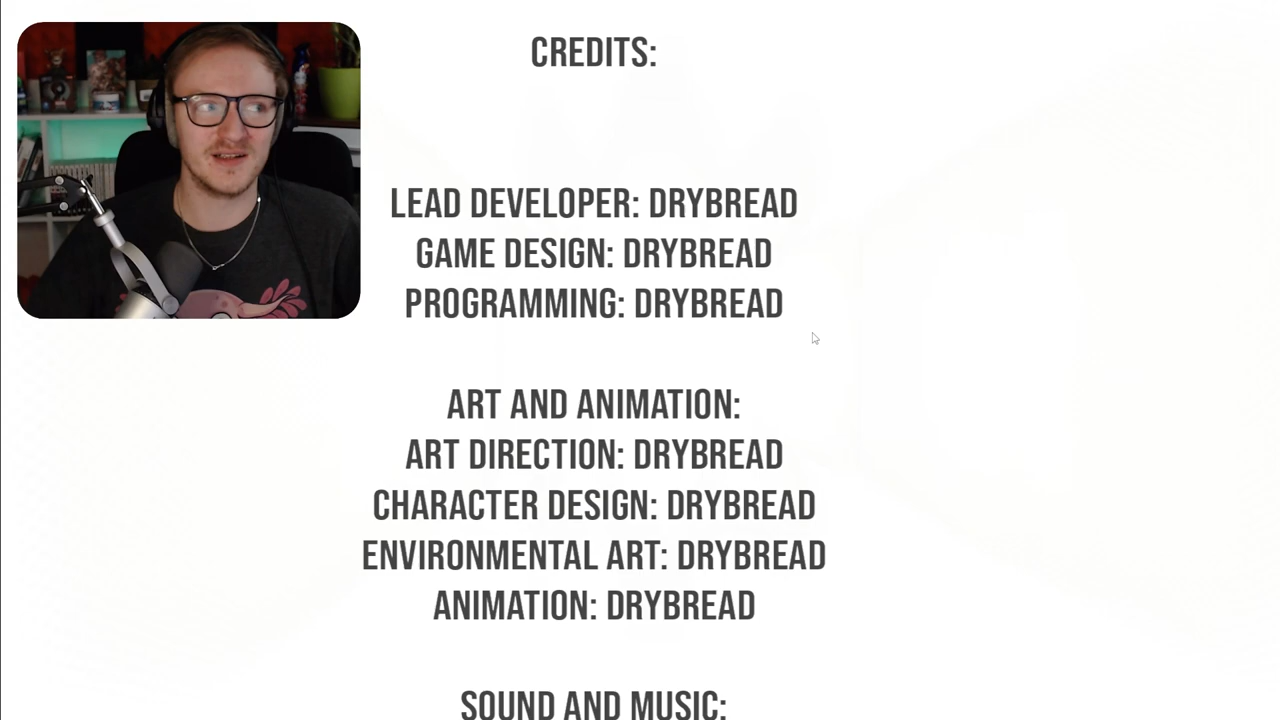 CREDITS:
LEAD DEVELOPER: DRYBREAD
GAME DESIGN: DRYBREAD
PROGRAMMING: DRYBREAD
ART AND ANIMATION:
ART DIRECTION: DRYBREAD
CHARACTER DESIGN: DRYBREAD
ENVIRONMENTAL ART: DRYBREAD
ANIMATION: DRYBREAD
SOUND AND MUSIC: